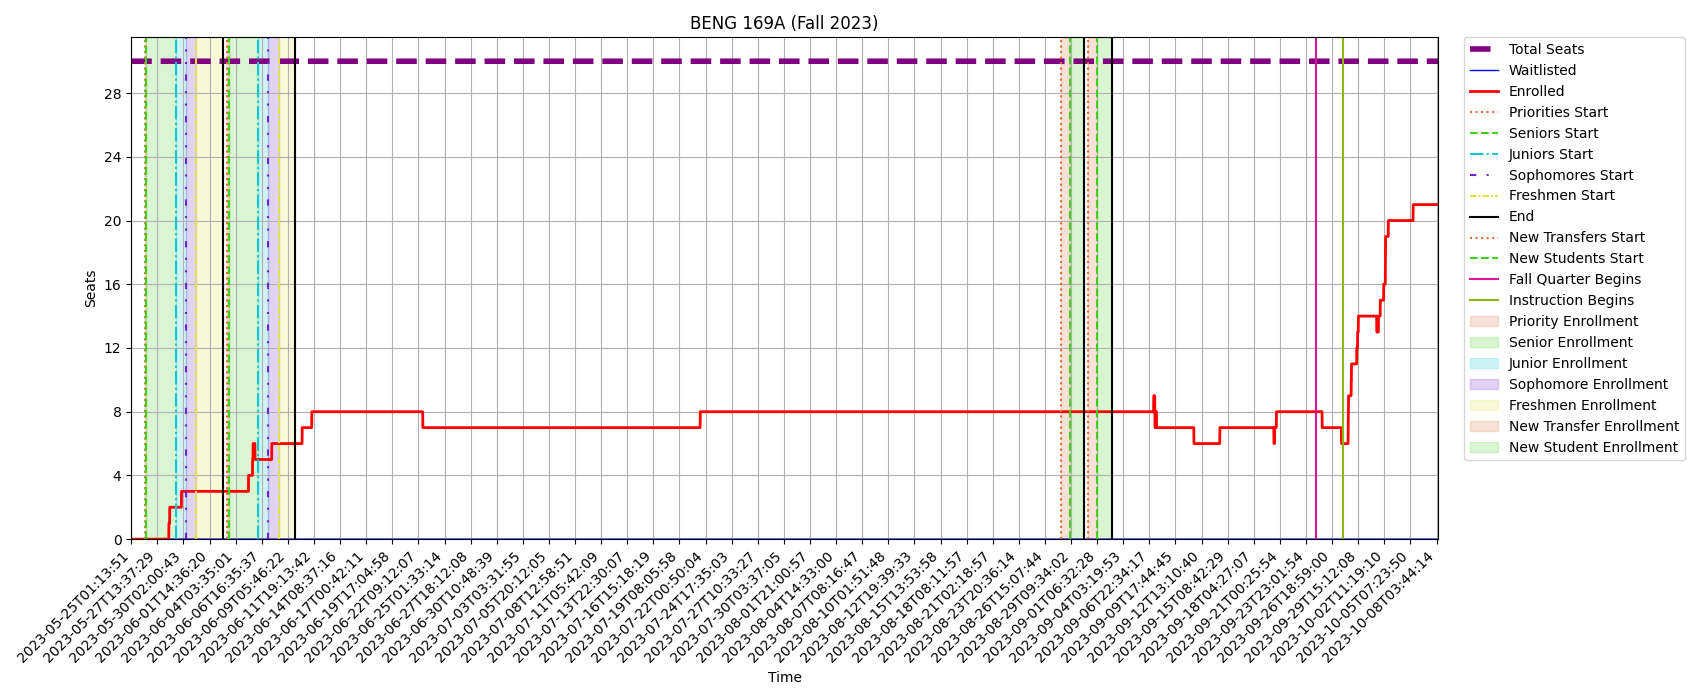 BENG 169A (Fall 2023)
Seats
0
4
8
12
16
20
24
28
2023-05-25T01:13:51
2023-05-27T13:37:29
2023-05-30T02:00:43
2023-06-01T14:36:20
2023-06-04T03:35:01
2023-06-06T16:35:37
2023-06-09T05:46:22
2023-06-11T19:13:42
2023-06-14T08:37:16
2023-06-17T00:42:11
2023-06-19T17:04:58
2023-06-22T09:12:07
2023-06-25T01:33:14
2023-06-27T18:12:08
2023-06-30T10:48:39
2023-07-03T03:31:55
2023-07-05T20:12:05
2023-07-08T12:58:51
2023-07-11T05:42:09
2023-07-13T22:30:07
2023-07-16T15:18:19
2023-07-19T08:05:58
2023-07-22T00:50:04
2023-07-24T17:35:03
2023-07-27T10:33:27
2023-07-30T03:37:05
2023-08-01T21:00:57
2023-08-04T14:33:00
2023-08-07T08:16:47
2023-08-10T01:51:48
2023-08-12T19:39:33
2023-08-15T13:53:58
2023-08-18T08:11:57
2023-08-21T02:18:57
2023-08-23T20:36:14
2023-08-26T15:07:44
2023-08-29T09:34:02
2023-09-01T06:32:28
2023-09-04T03:19:53
2023-09-06T22:34:17
2023-09-09T17:44:45
2023-09-12T13:10:40
2023-09-15T08:42:29
2023-09-18T04:27:07
2023-09-21T00:25:54
2023-09-23T23:01:54
2023-09-26T18:59:00
2023-09-29T15:12:08
2023-10-02T11:19:10
2023-10-05T07:23:50
2023-10-08T03:44:14
Time
Total Seats
Waitlisted
Enrolled
Priorities Start
Seniors Start
Juniors Start
Sophomores Start
Freshmen Start
End
New Transfers Start
New Students Start
Fall Quarter Begins
Instruction Begins
Priority Enrollment
Senior Enrollment
Junior Enrollment
Sophomore Enrollment
Freshmen Enrollment
New Transfer Enrollment
New Student Enrollment